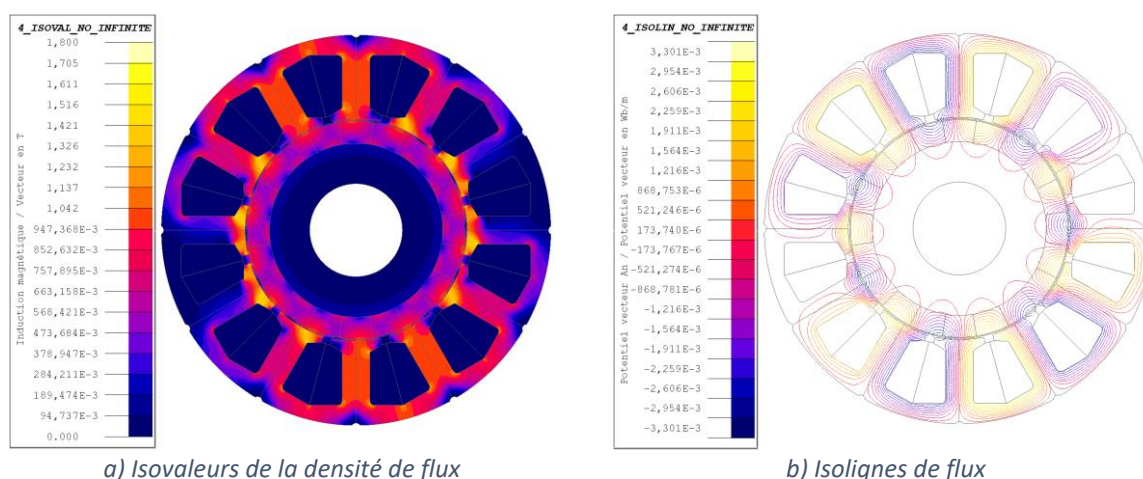 4_ISOVAL_NO_INFINITE
1,800
1,705
1,611
1,516
1,421
1,326
1,232
1,137
1,042
947,368E-3
852,632E-3
757,895E-3
663,158E-3
568,421E-3
473,684E-3
378,947E-3
284,211E-3
189,474E-3
94,737E-3
0.000
Induction magnétique / Vecteur en T
a) Isovaleurs de la densité de flux
4_ISOLIN_NO_INFINITE
3,301E-3
2,954E-3
2,606E-3
2,259E-3
1,911E-3
1,564E-3
1,216E-3
868,753E-6
521,246E-6
173,740E-6
-173,767E-6
-521,274E-6
-868,781E-6
-1,216E-3
-1,564E-3
-1,911E-3
-2,259E-3
-2,606E-3
-2,954E-3
-3,301E-3
Potentiel vecteur An / Potentiel vecteur en Wb/m
b) Isolignes de flux